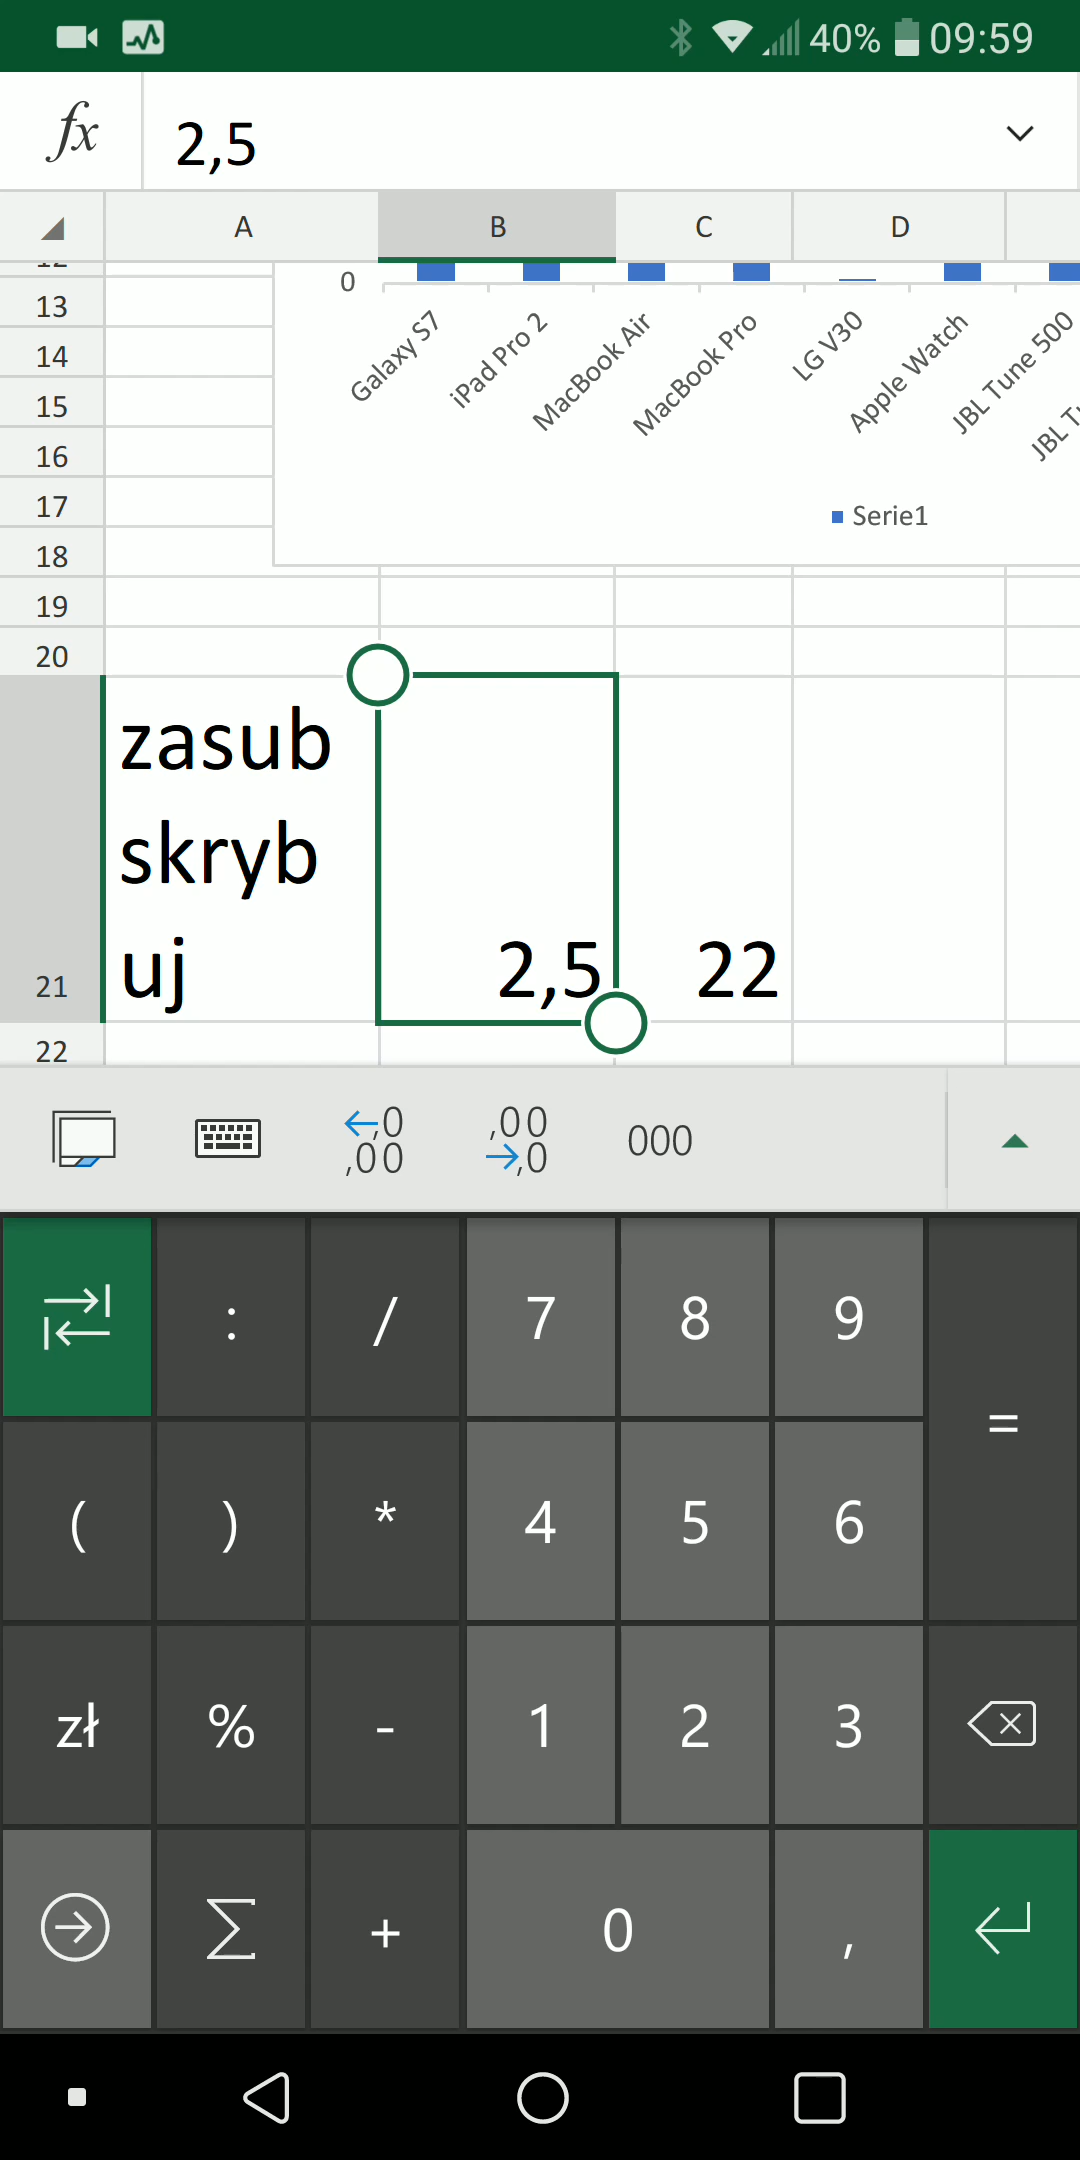 40% 09:59
fx 2,5
A B C D
12
0
13
14
15
16
17
18
19
20
Galaxy S7
iPad Pro 2
MacBook Air
MacBook Pro
LG V30
Apple Watch
JBL Tune 500
Serie1
zasub
skryb
uj
21 2,5 22
22
,0 ,00
,00 ,0
000
: / 7 8 9
=
( ) * 4 5 6
zł % - 1 2 3
∑ + 0 ,